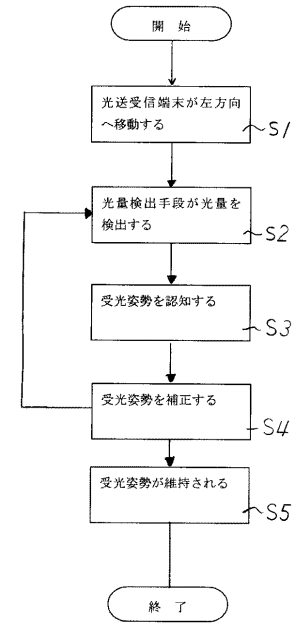 開 始
光送受信端末が左方向
へ移動する
S1
光量検出手段が光量を
検出する
S2
受光姿勢を認知する
S3
受光姿勢を補正する
S4
受光姿勢が維持される
S5
終 了